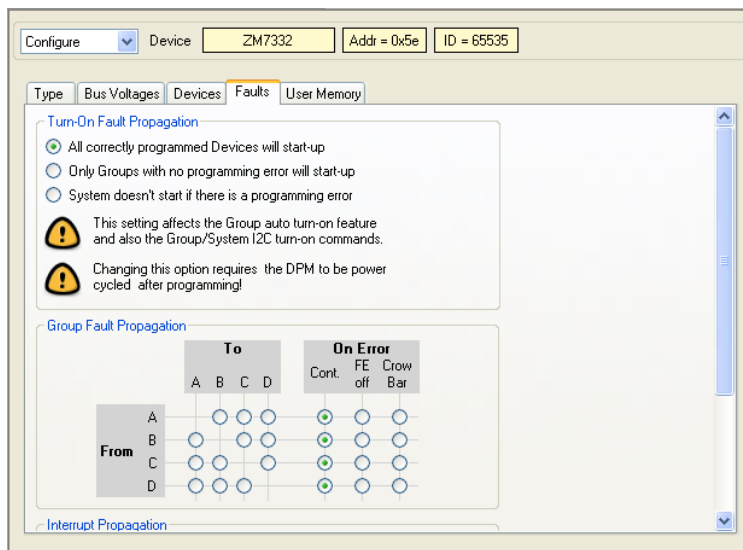 Configure Device ZM7332 Addr = 0x5e ID = 65535
Type Bus Voltages Devices Faults User Memory
Turn-On Fault Propagation
All correctly programmed Devices will start-up
Only Groups with no programming error will start-up
System doesn't start if there is a programming error
This setting affects the Group auto turn-on feature
and also the Group/System I2C turn-on commands.
Changing this option requires the DPM to be power
cycled after programming!
Group Fault Propagation
To On Error
A B C D Cont. FE off Crow Bar
From
A
B
C
D
Interrupt Propagation